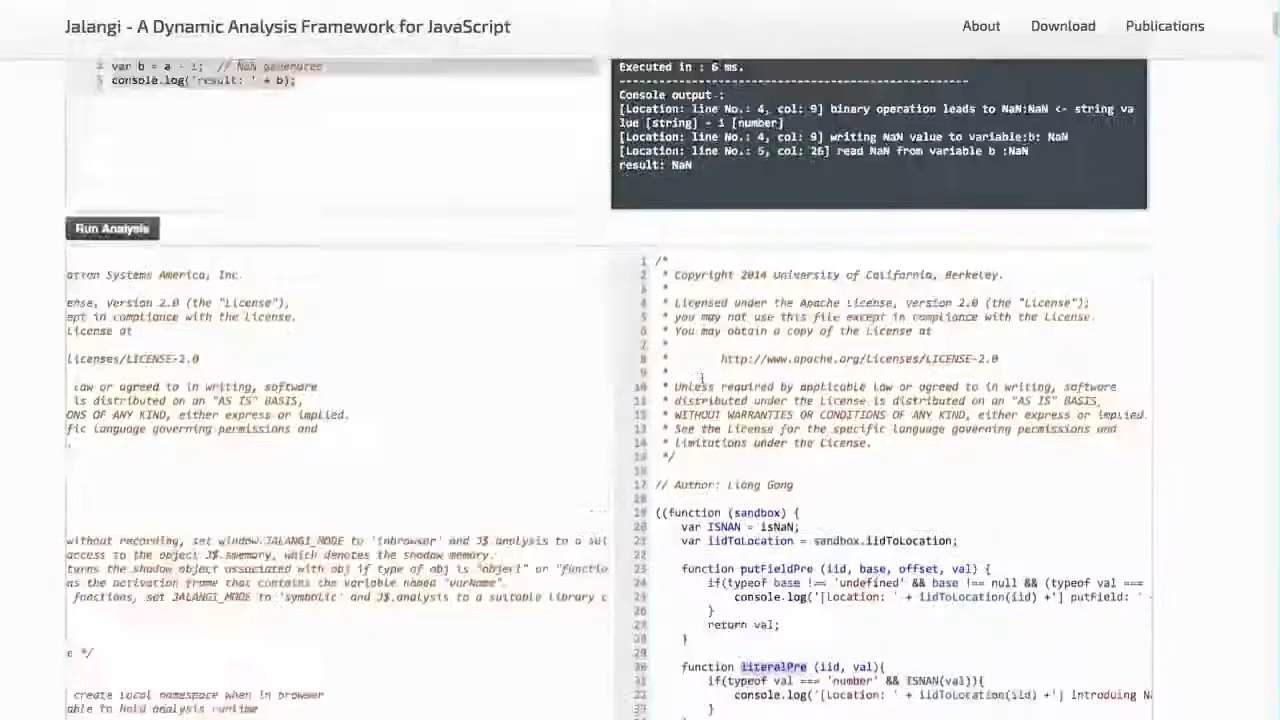 Jalangi - A Dynamic Analysis Framework for JavaScript
About
Download
Publications
var b = a - i; // NaN generates
5 console.log('result: ' + b);
Executed in : 6 ms.
Console output :
[Location: line No.: 4, col: 9] binary operation leads to NaN:NaN <- string va
lue [string] - 1 [number]
[Location: line No.: 4, col: 9] writing NaN value to variable:b: NaN
[Location: line No.: 5, col: 26] read NaN from variable b :NaN
result: NaN
Run Analysis
Systems America, Inc.
ense, Version 2.0 (the "License"),
ept in compliance with the License.
License at
licenses/LICENSE-2.0
law or agreed to in writing, software
is distributed on an "AS IS" BASIS,
ONS OF ANY KIND, either express or implied.
fic language governing permissions and
without recording, set window.JALANGI_MODE to 'inbrowser' and J$.analysis to a sui
access to the object J$.smemory, which denotes the shadow memory.
turns the shadow object associated with obj if type of obj is "object" or "functio
ns the activation frame that contains the variable named "varName".
functions, set JALANGI_MODE to 'symbolic' and J$.analysis to a suitable library c
e */
create local namespace when in browser
able to hold analysis runtime
1 /*
2 * Copyright 2014 University of California, Berkeley.
3 *
4 * Licensed under the Apache License, Version 2.0 (the "License");
5 * you may not use this file except in compliance with the License.
6 * You may obtain a copy of the License at
7 *
8 * http://www.apache.org/licenses/LICENSE-2.0
9 *
10 * Unless required by applicable law or agreed to in writing, software
11 * distributed under the License is distributed on an "AS IS" BASIS,
12 * WITHOUT WARRANTIES OR CONDITIONS OF ANY KIND, either express or implied.
13 * See the License for the specific language governing permissions and
14 * limitations under the License.
15 */
16
17 // Author: Liang Gong
18
19 ((function (sandbox) {
20 var ISNAN = isNaN;
21 var iidToLocation = sandbox.iidToLocation;
22
23 function putFieldPre (iid, base, offset, val) {
24 if(typeof base !== 'undefined' && base !== null && (typeof val ===
25 console.log('[Location: ' + iidToLocation(iid) +'] putField: ' +
26 }
27 return val;
28 }
29
30 function literalPre (iid, val){
31 if(typeof val === 'number' && ISNAN(val)){
32 console.log('[Location: ' + iidToLocation(iid) +'] Introducing Na
33 }